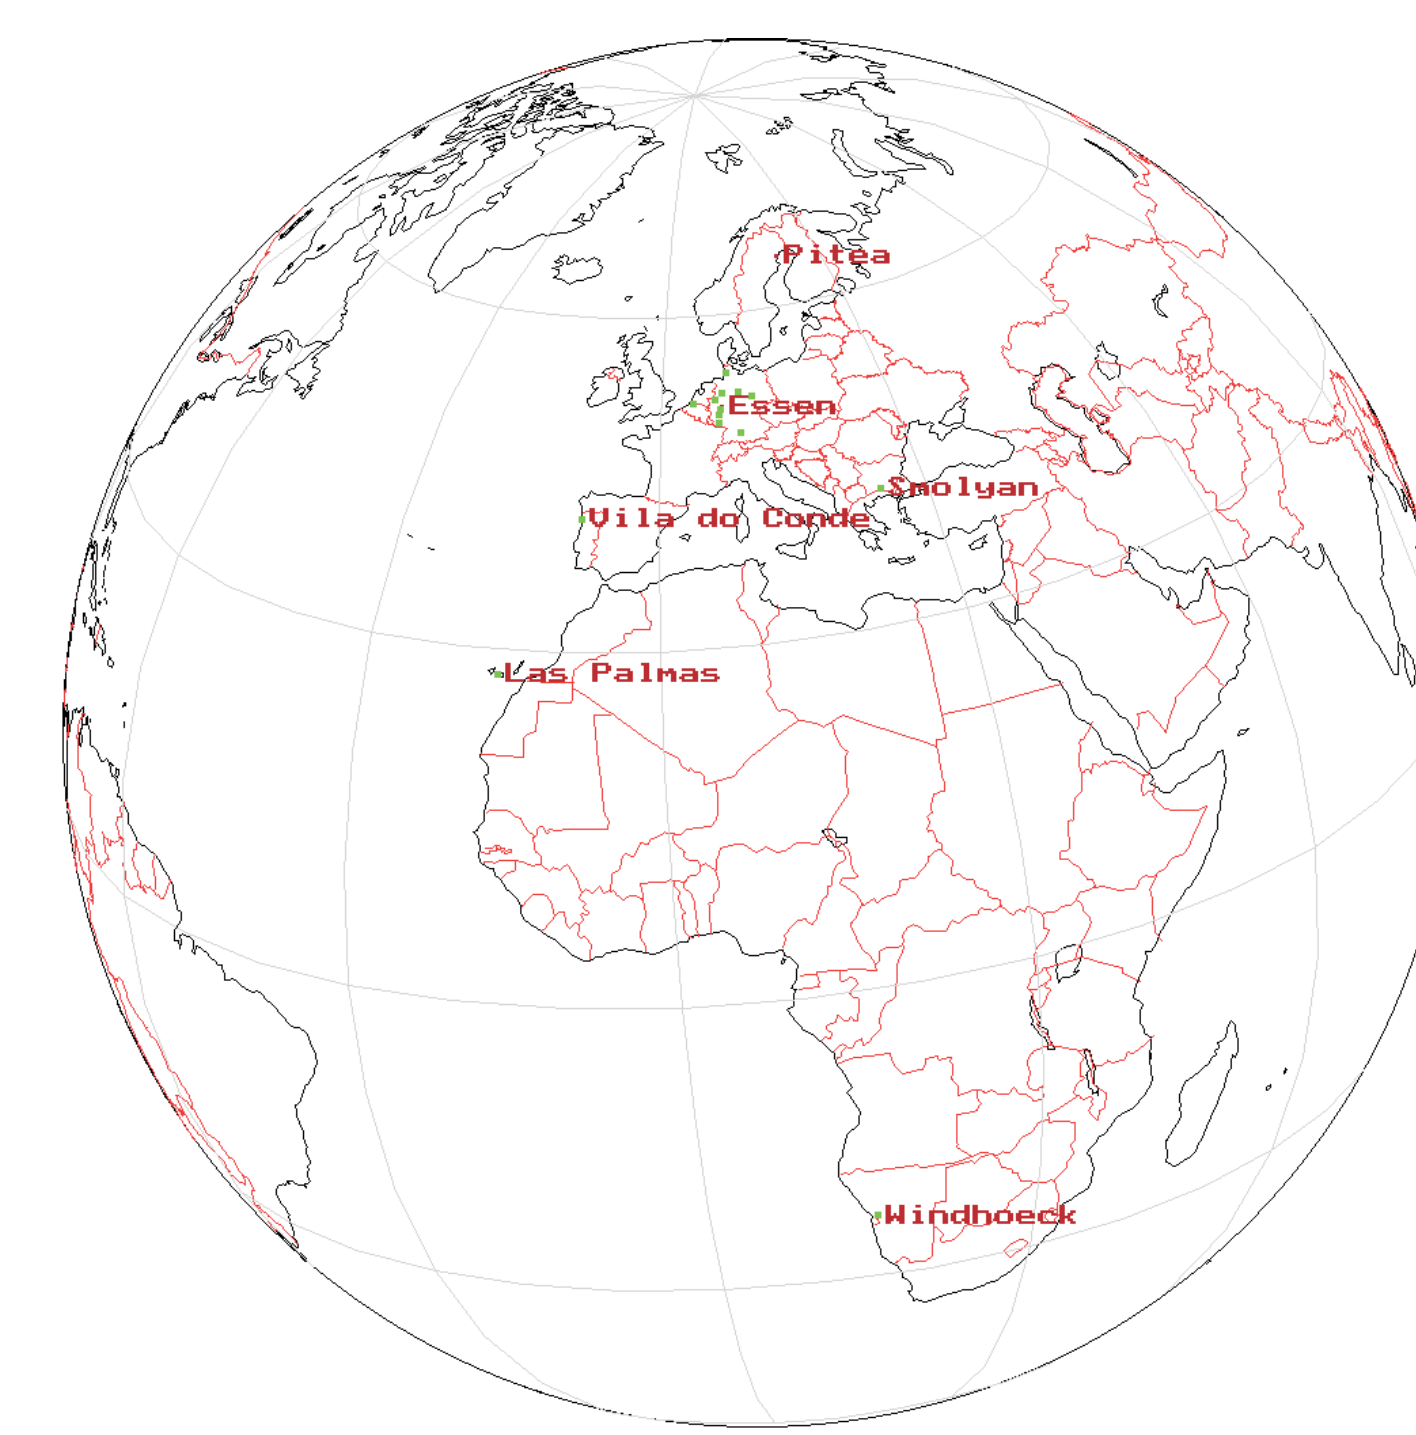 Pitea
Essen
Smolyan
Vila do Conde
Las Palmas
Windhoeck